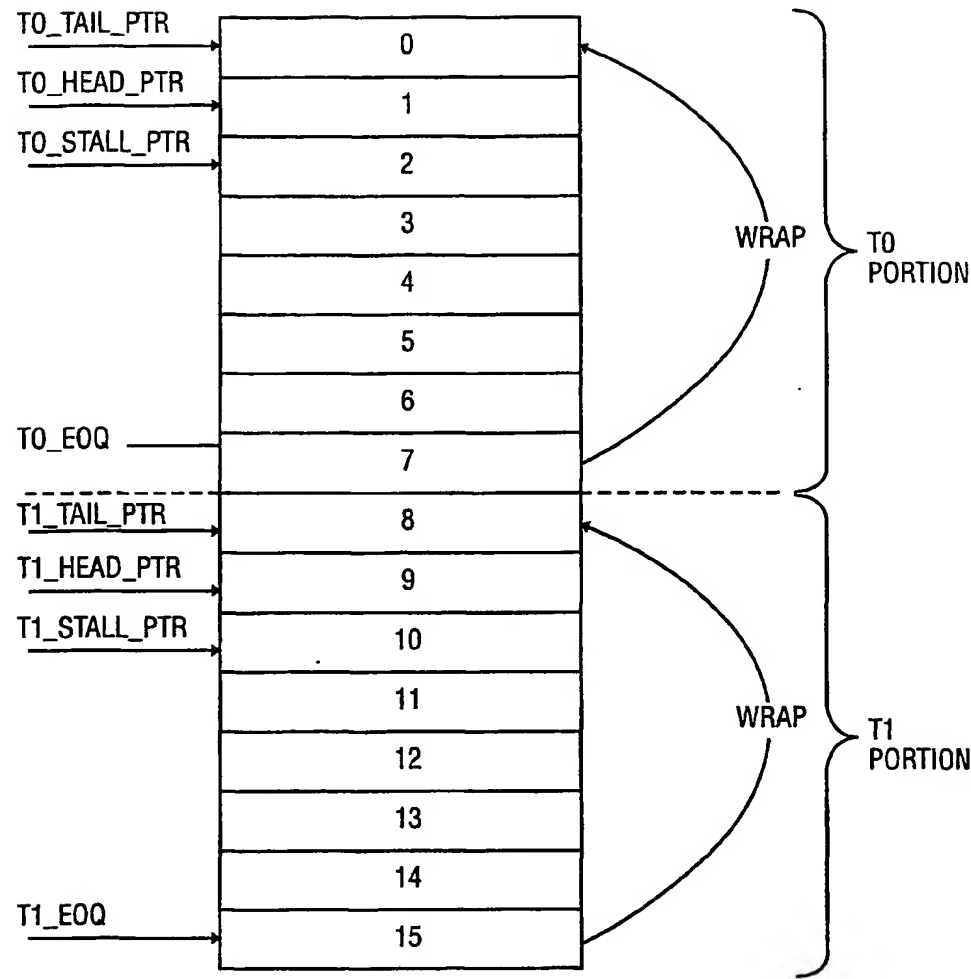 T0_TAIL_PTR
0
T0_HEAD_PTR
1
T0_STALL_PTR
2
3
WRAP
T0
PORTION
4
5
6
T0_EOQ
7
T1_TAIL_PTR
8
T1_HEAD_PTR
9
T1_STALL_PTR
10
11
WRAP
T1
PORTION
12
13
14
T1_EOQ
15